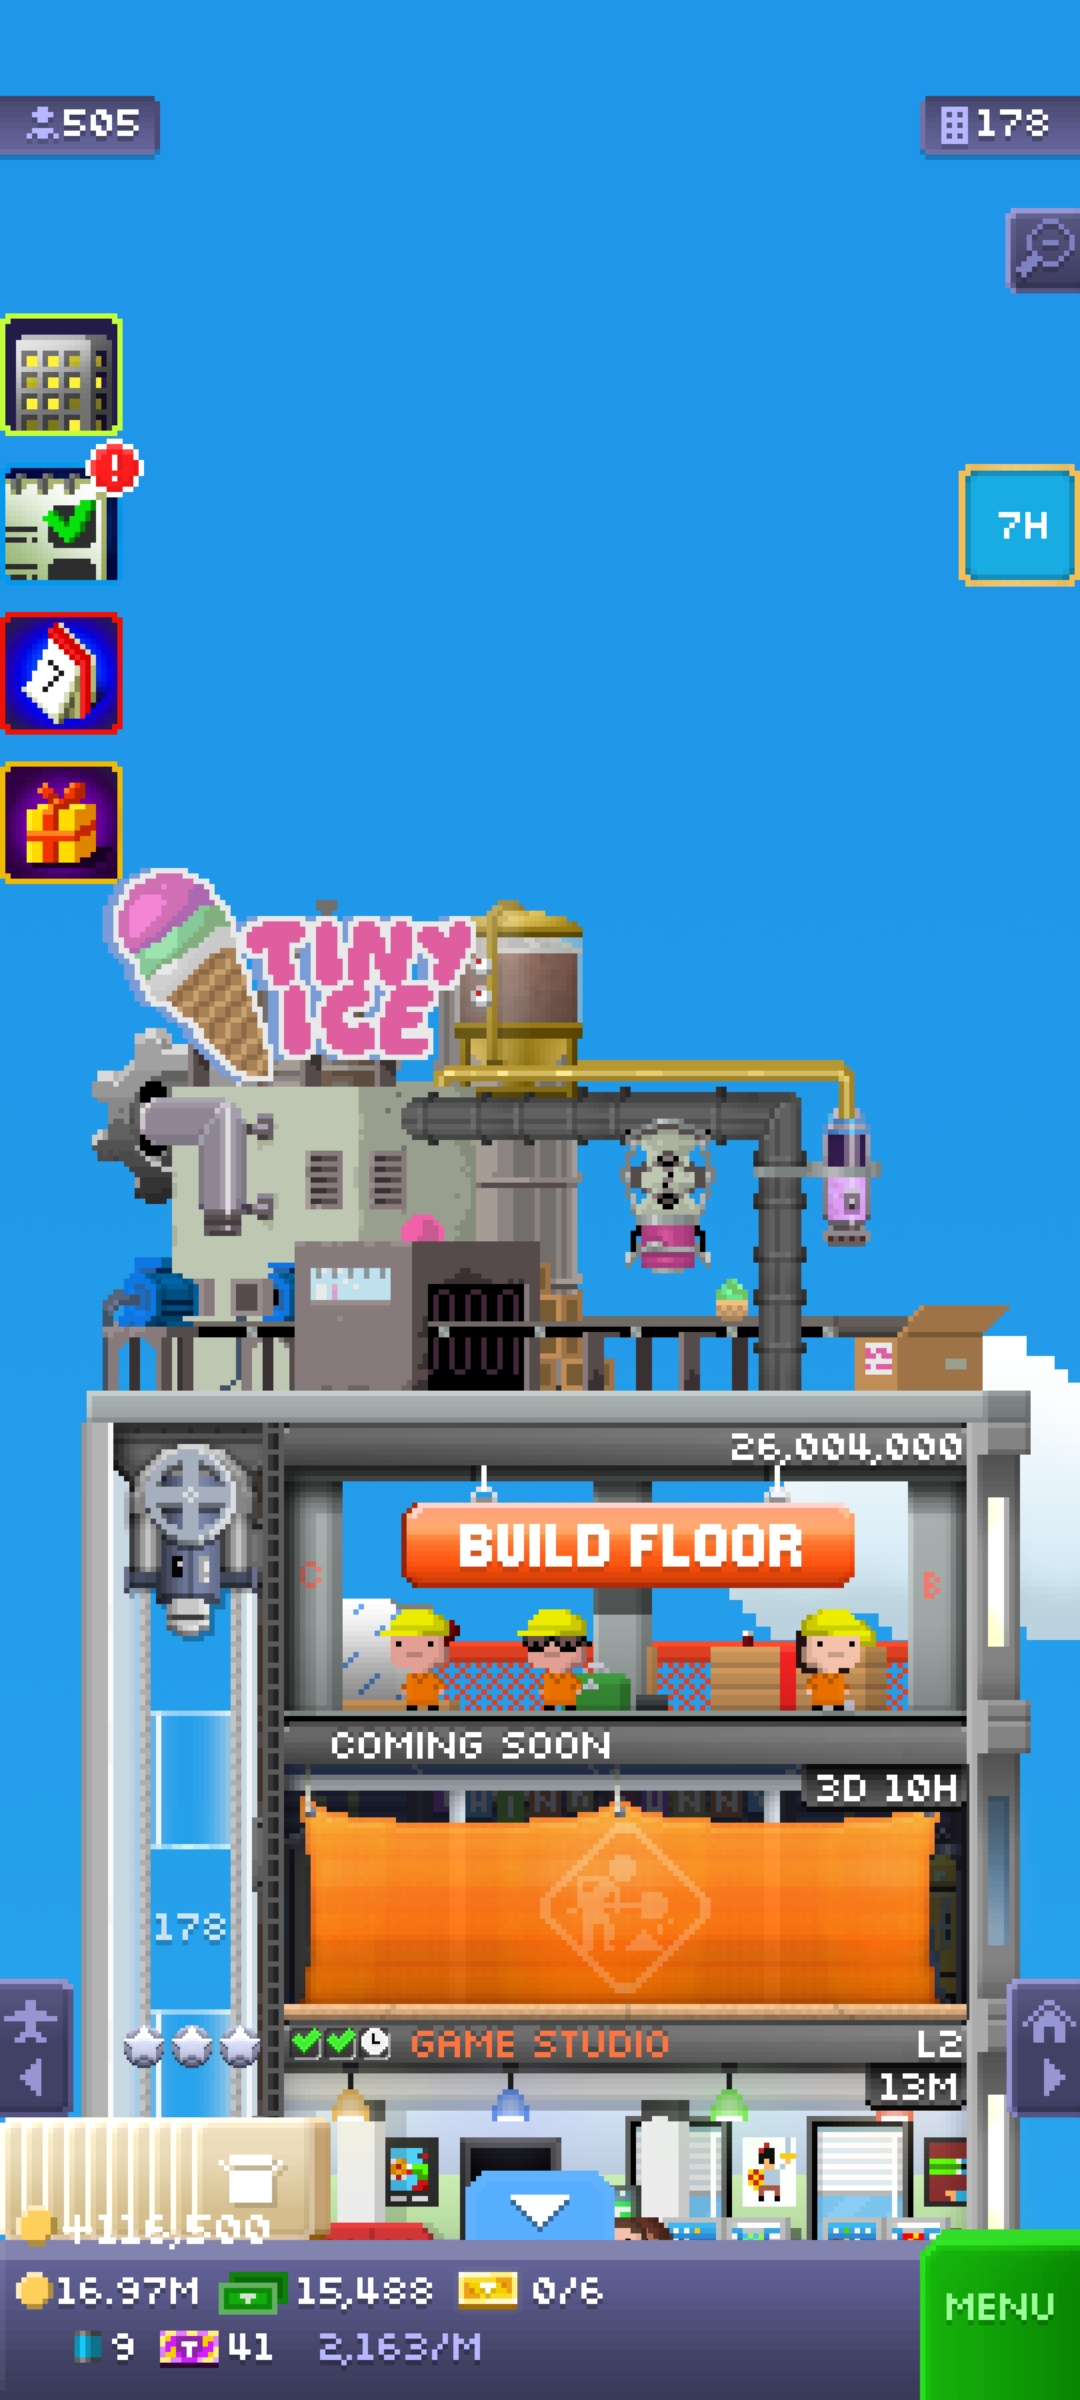 505
178
7H
TINY
ICE
26,004,000
BUILD FLOOR
C
B
COMING SOON
3D 10H
178
GAME STUDIO
L2
13M
+116,500
16.97M
15,488
0/6
MENU
9
41
2,163/M